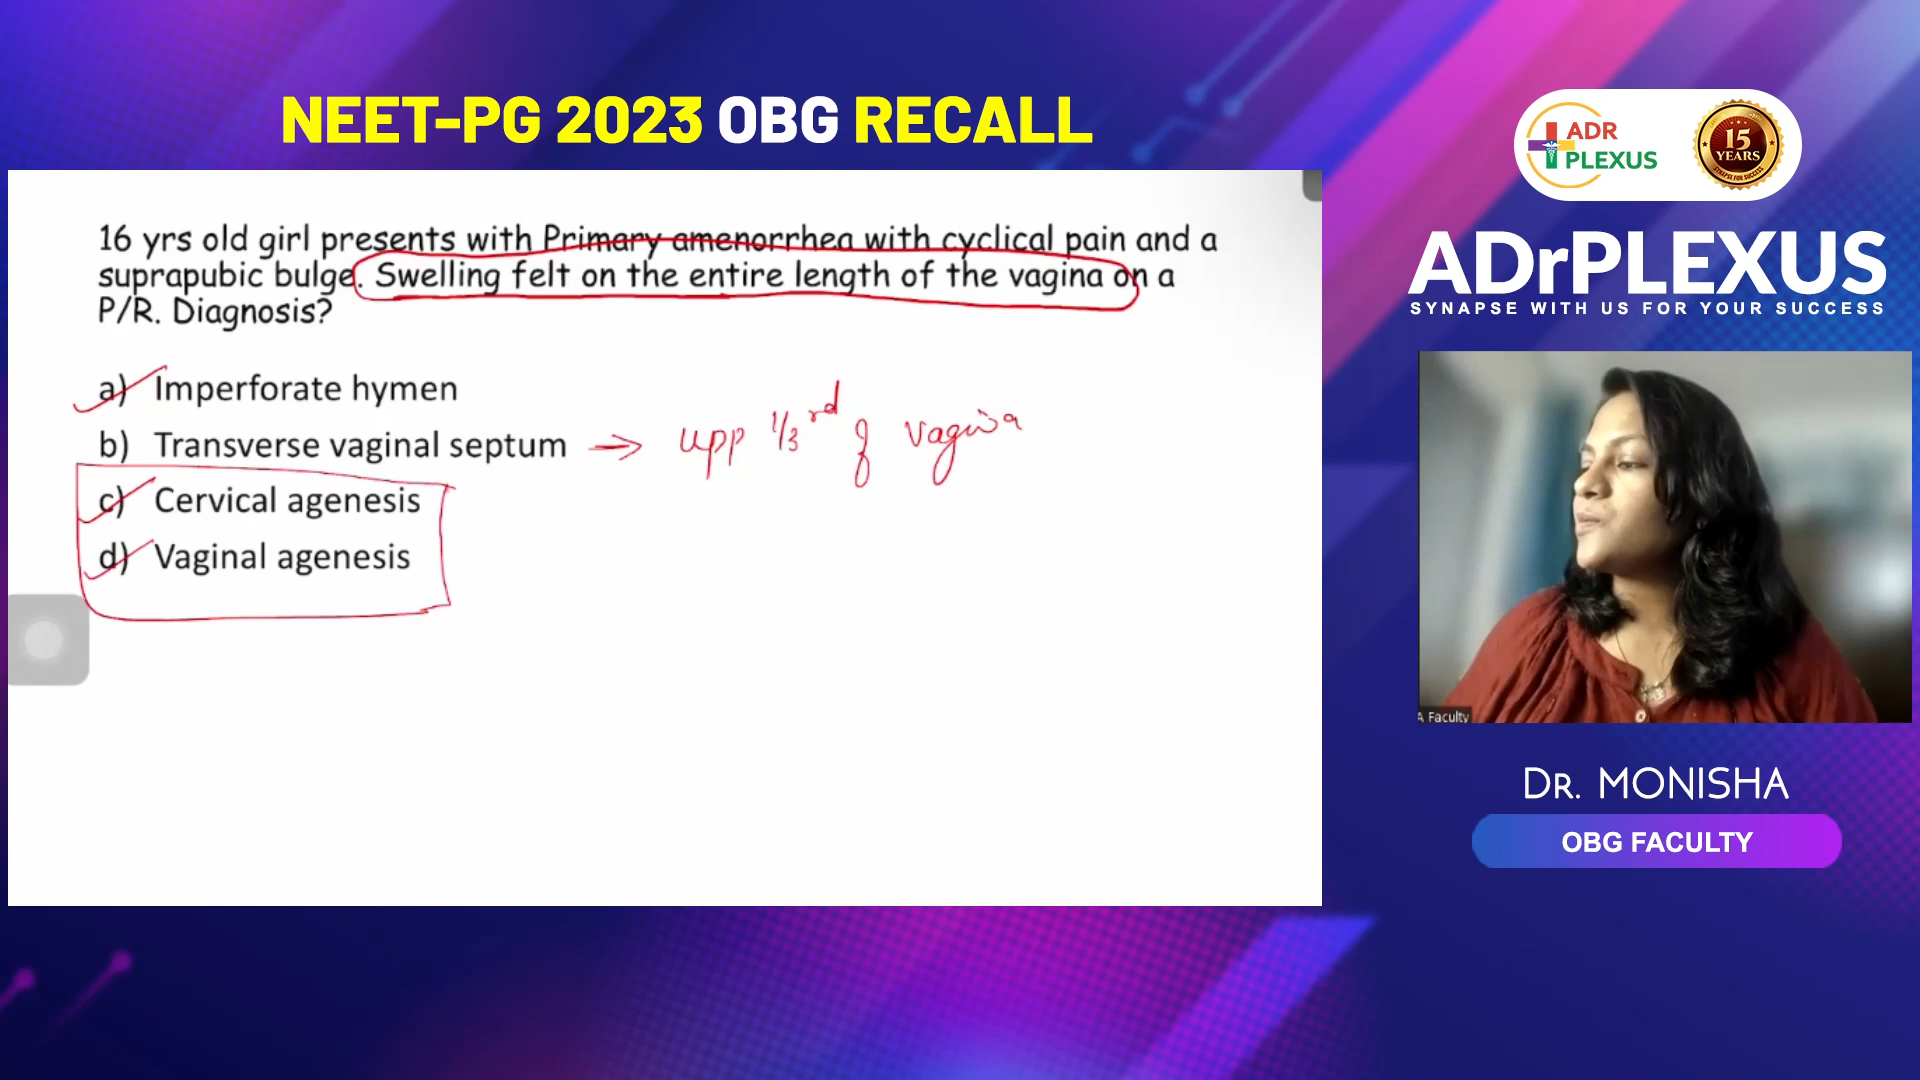 NEET-PG 2023 OBG RECALL
ADR
PLEXUS
15
YEARS
SYNAPSE FOR SUCCESS
ADrPLEXUS
SYNAPSE WITH US FOR YOUR SUCCESS
16 yrs old girl presents with Primary amenorrhea with cyclical pain and a
suprapubic bulge. Swelling felt on the entire length of the vagina on a
P/R. Diagnosis?
a) Imperforate hymen
b) Transverse vaginal septum → upp 1/3rd of vagina
c) Cervical agenesis
d) Vaginal agenesis
A Faculty
DR. MONISHA
OBG FACULTY